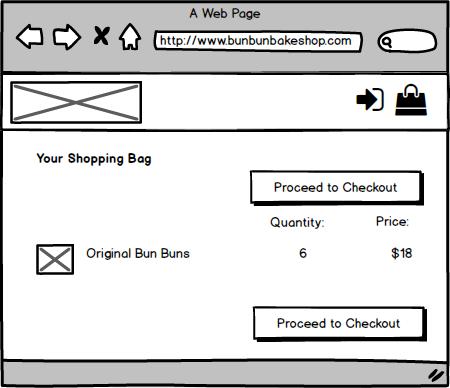 A Web Page
http://www.bunbunbakeshop.com
Your Shopping Bag
Proceed to Checkout
Quantity: Price:
Original Bun Buns 6 $18
Proceed to Checkout